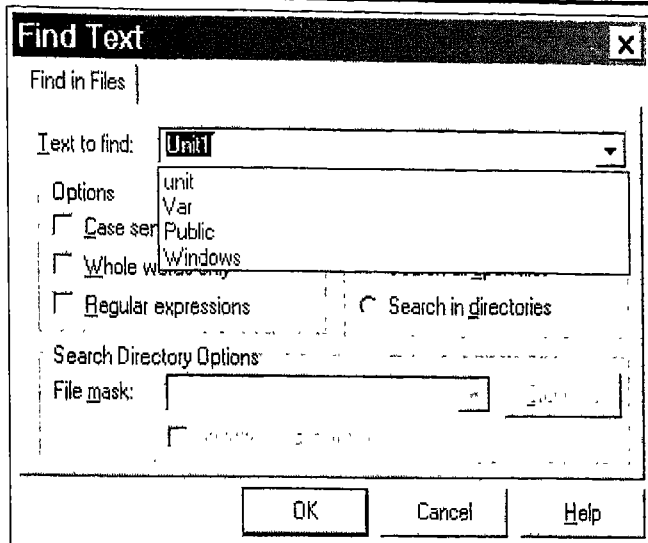 Find Text
Find in Files
Text to find: Unit1
unit
Var
Public
Windows
Options
Case
Whole
Regular expressions
Search in directories
Search Directory Options
File mask:
OK Cancel Help